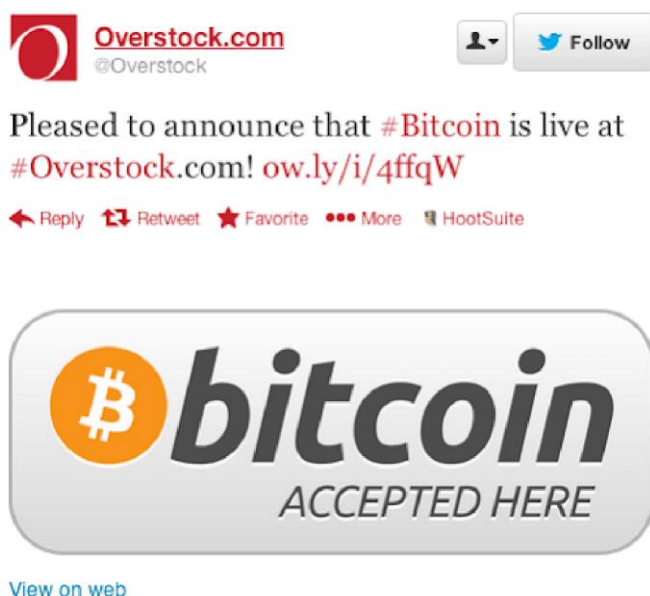 Overstock.com
@Overstock
Follow
Pleased to announce that #Bitcoin is live at
#Overstock.com! ow.ly/i/4ffqW
Reply Retweet Favorite More HootSuite
bitcoin
ACCEPTED HERE
View on web